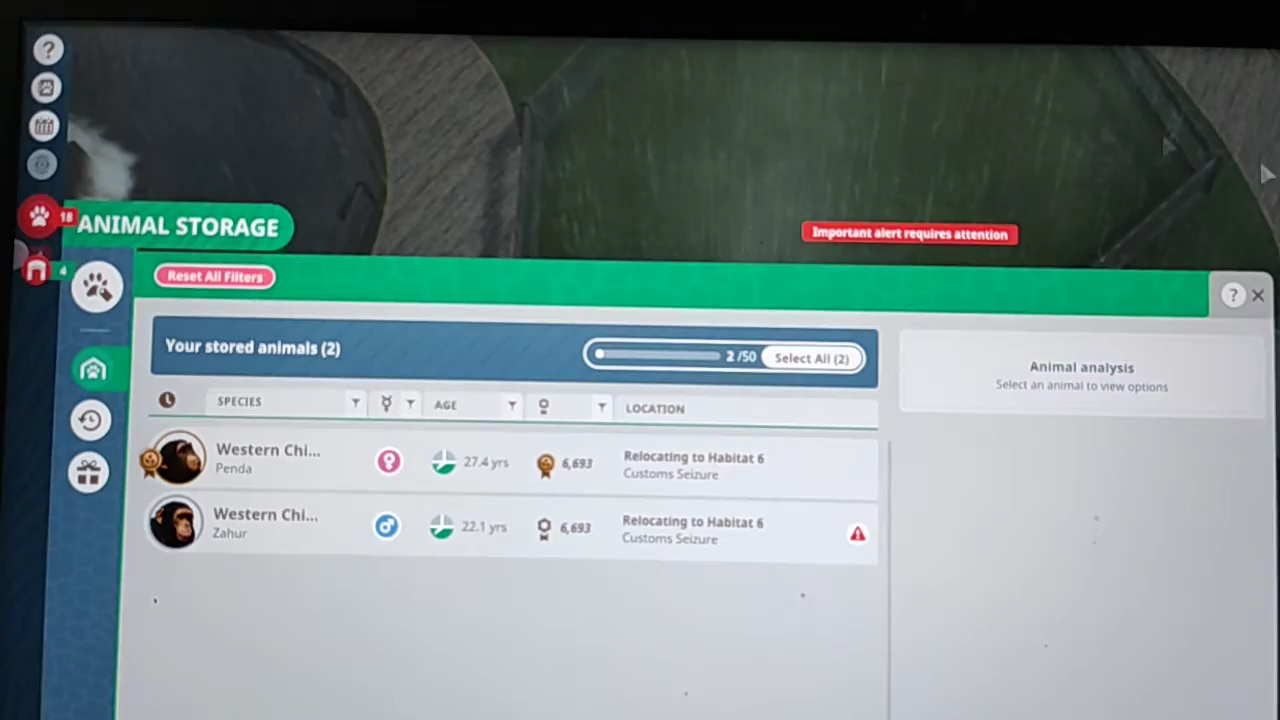 ?
18
ANIMAL STORAGE
Important alert requires attention
4
Reset All Filters
?
Your stored animals (2)
2 /50
Select All (2)
Animal analysis
Select an animal to view options
SPECIES
AGE
LOCATION
Western Chi...
Penda
27.4 yrs
6,693
Relocating to Habitat 6
Customs Seizure
Western Chi...
Zahur
22.1 yrs
6,693
Relocating to Habitat 6
Customs Seizure